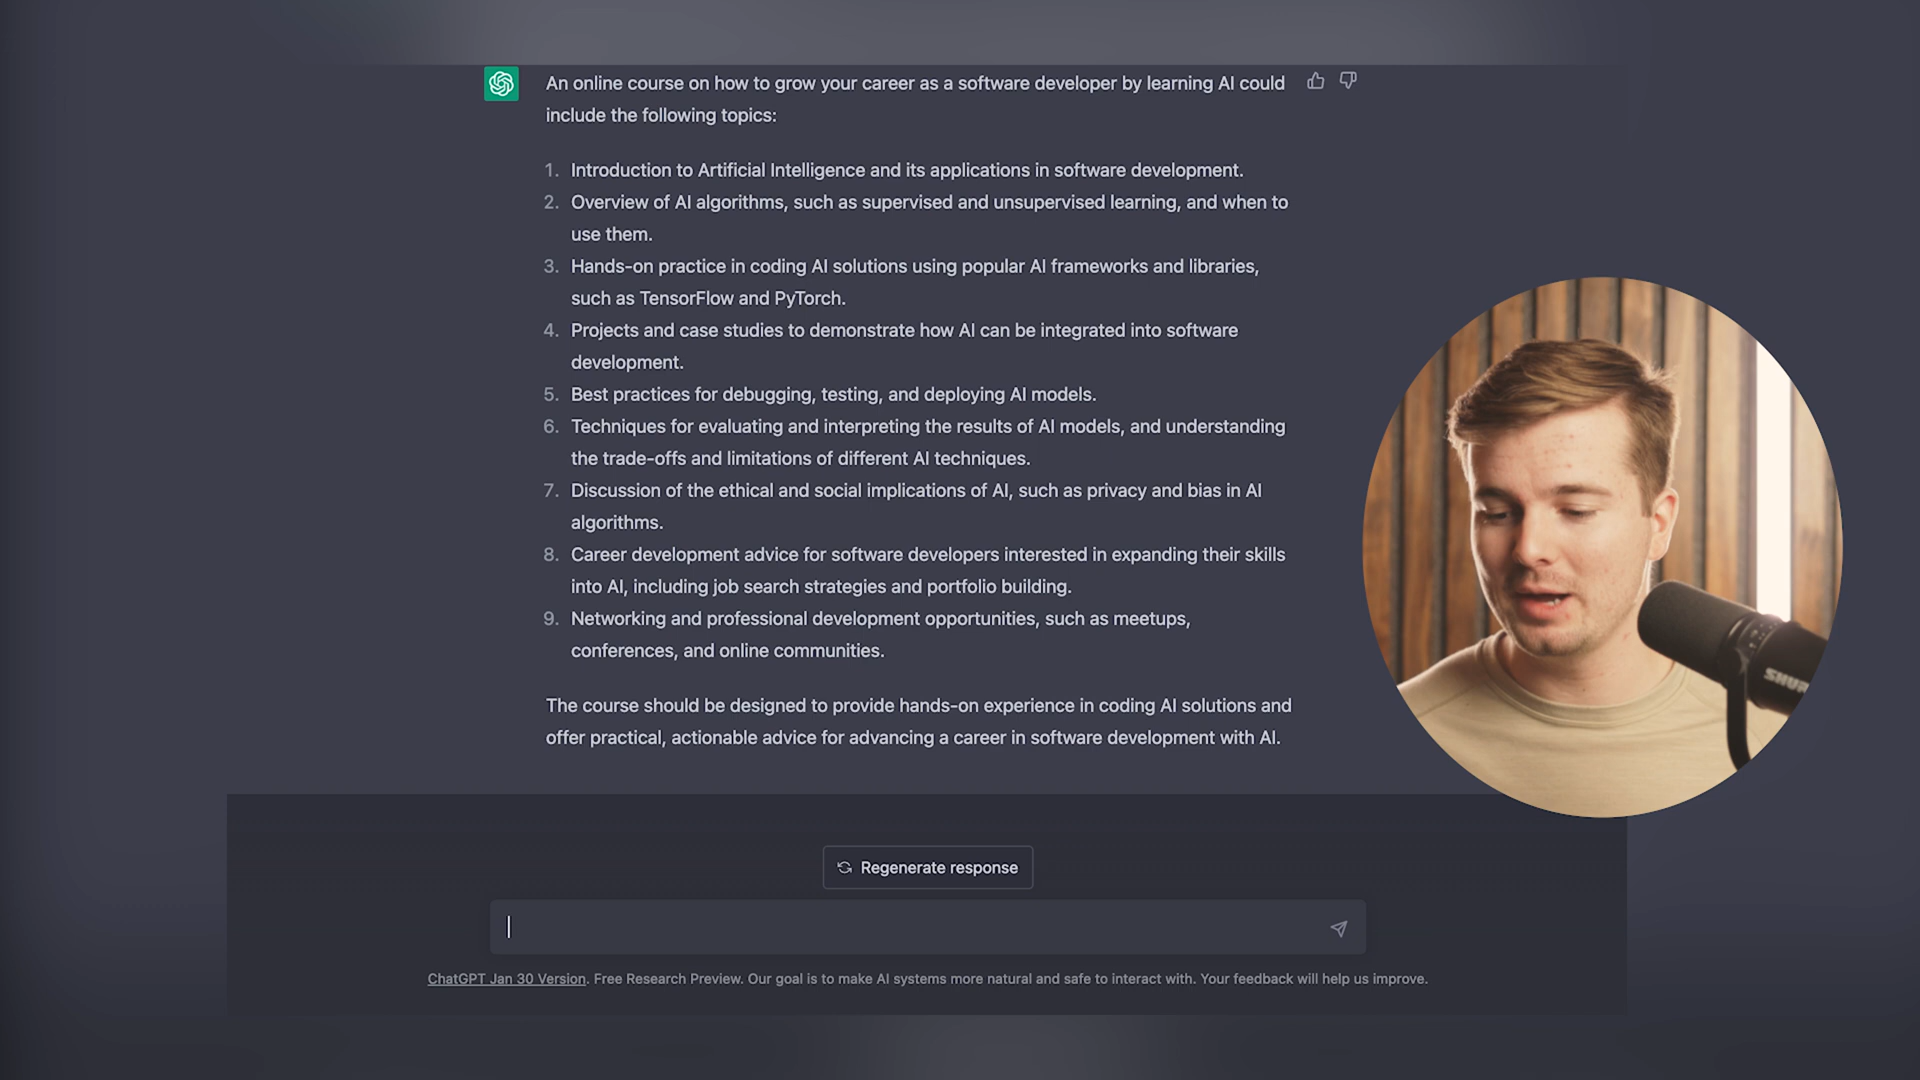 An online course on how to grow your career as a software developer by learning AI could
include the following topics:
1. Introduction to Artificial Intelligence and its applications in software development.
2. Overview of AI algorithms, such as supervised and unsupervised learning, and when to
use them.
3. Hands-on practice in coding AI solutions using popular AI frameworks and libraries,
such as TensorFlow and PyTorch.
4. Projects and case studies to demonstrate how AI can be integrated into software
development.
5. Best practices for debugging, testing, and deploying AI models.
6. Techniques for evaluating and interpreting the results of AI models, and understanding
the trade-offs and limitations of different AI techniques.
7. Discussion of the ethical and social implications of AI, such as privacy and bias in AI
algorithms.
8. Career development advice for software developers interested in expanding their skills
into AI, including job search strategies and portfolio building.
9. Networking and professional development opportunities, such as meetups,
conferences, and online communities.
The course should be designed to provide hands-on experience in coding AI solutions and
offer practical, actionable advice for advancing a career in software development with AI.
SHUR
Regenerate response
ChatGPT Jan 30 Version. Free Research Preview. Our goal is to make AI systems more natural and safe to interact with. Your feedback will help us improve.